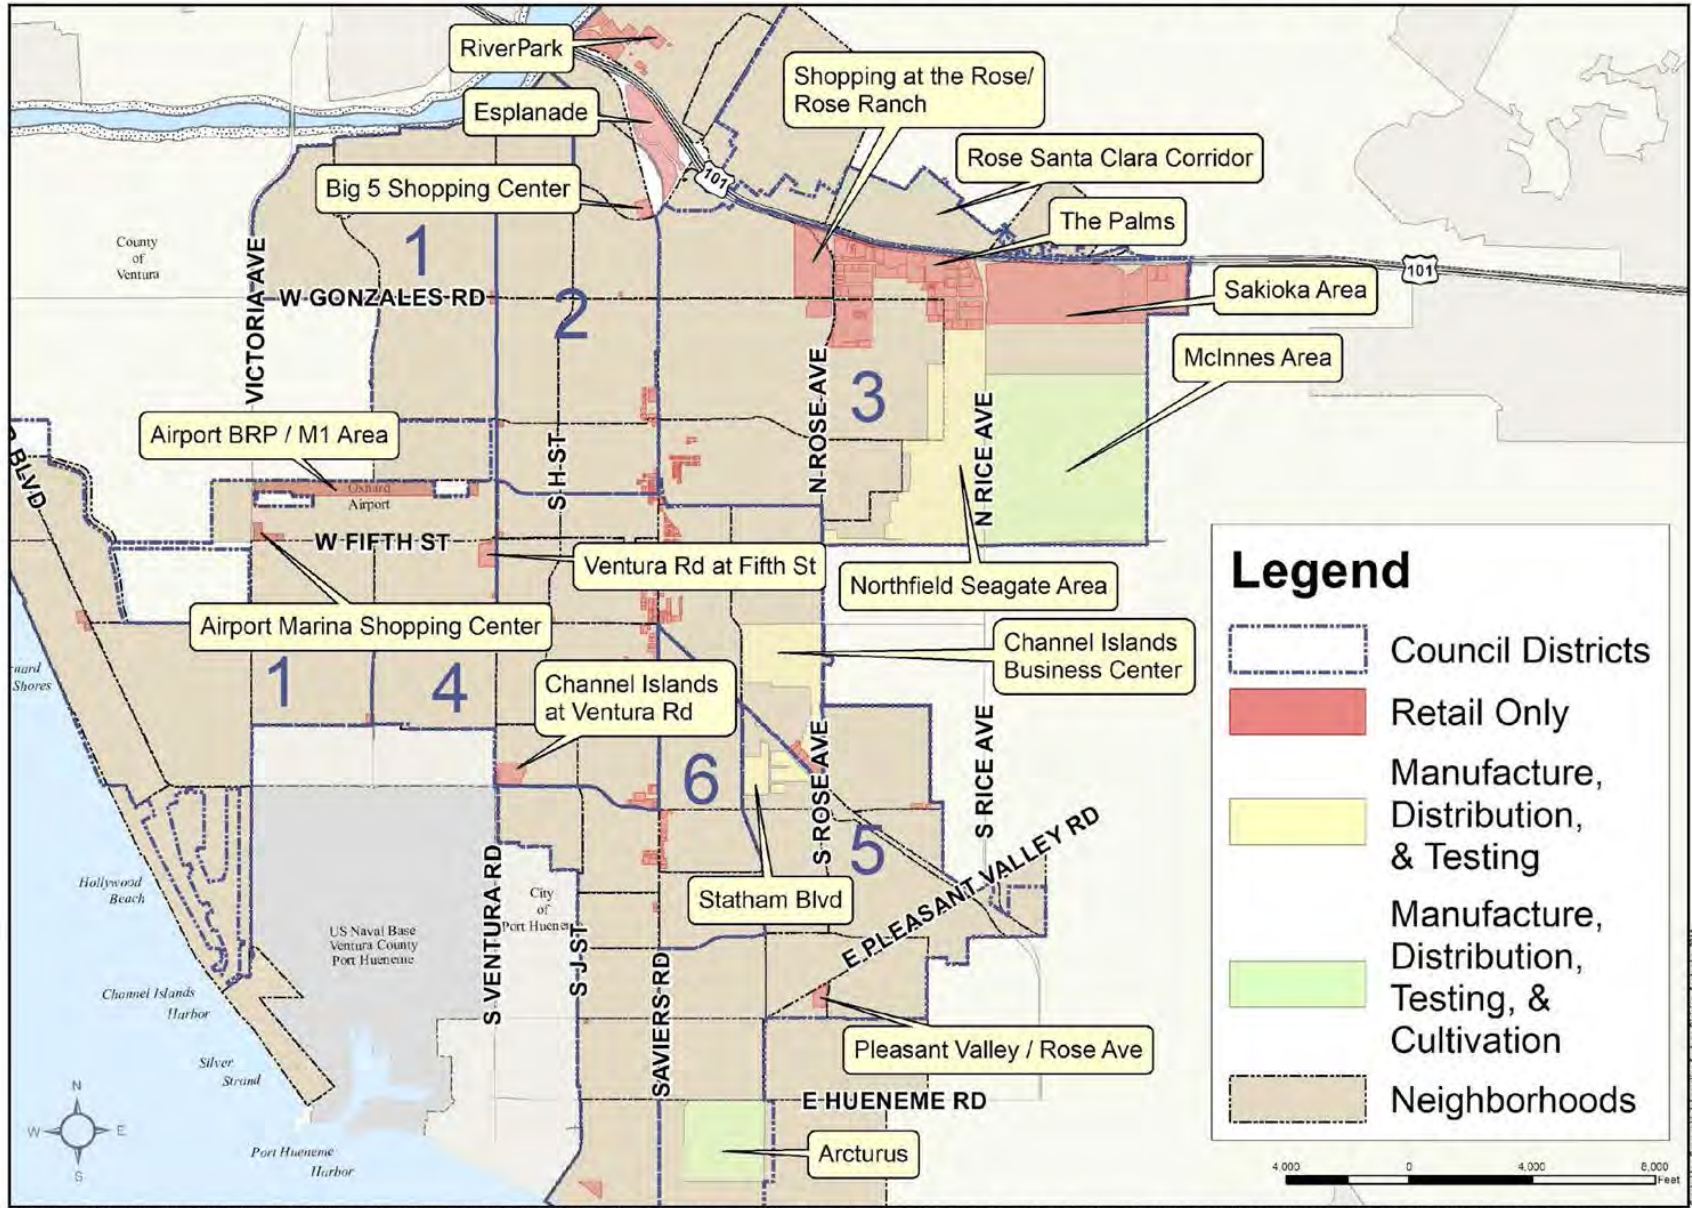 RiverPark
Esplanade
Big 5 Shopping Center
Shopping at the Rose/
Rose Ranch
Rose Santa Clara Corridor
The Palms
101
101
Sakioka Area
McInnes Area
County
of
Ventura
VICTORIA AVE
1
W GONZALES RD
2
N ROSE AVE
3
N RICE AVE
Airport BRP / M1 Area
Oxnard
Airport
S H ST
BLVD
W FIFTH ST
Ventura Rd at Fifth St
Northfield Seagate Area
Airport Marina Shopping Center
Channel Islands
Business Center
Shores
1
4
Channel Islands
at Ventura Rd
6
S ROSE AVE
S RICE AVE
5
E PLEASANT VALLEY RD
Statham Blvd
Hollywood
Beach
US Naval Base
Ventura County
Port Hueneme
City
of
Port Huenem
S VENTURA RD
S J ST
SAVIERS RD
Channel Islands
Harbor
Silver
Strand
Pleasant Valley / Rose Ave
E HUENEME RD
Arcturus
Port Hueneme
Harbor
N
W
E
S
Legend
Council Districts
Retail Only
Manufacture,
Distribution,
& Testing
Manufacture,
Distribution,
Testing, &
Cultivation
Neighborhoods
4,000 0 4,000 8,000
Feet